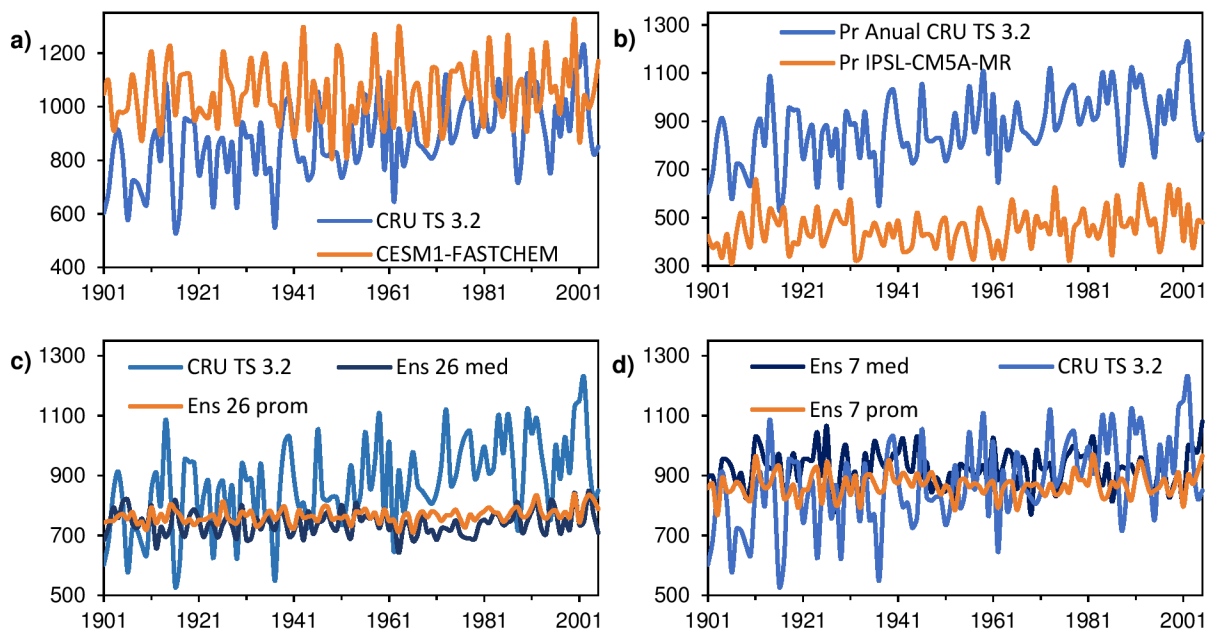 a)
1200
1000
800
600
400
CRU TS 3.2
CESM1-FASTCHEM
1901 1921 1941 1961 1981 2001
b)
1300
1100
900
700
500
300
Pr Anual CRU TS 3.2
Pr IPSL-CM5A-MR
1901 1921 1941 1961 1981 2001
c)
1300
1100
900
700
500
CRU TS 3.2 Ens 26 med
Ens 26 prom
1901 1921 1941 1961 1981 2001
d)
1300
1100
900
700
500
Ens 7 med CRU TS 3.2
Ens 7 prom
1901 1921 1941 1961 1981 2001